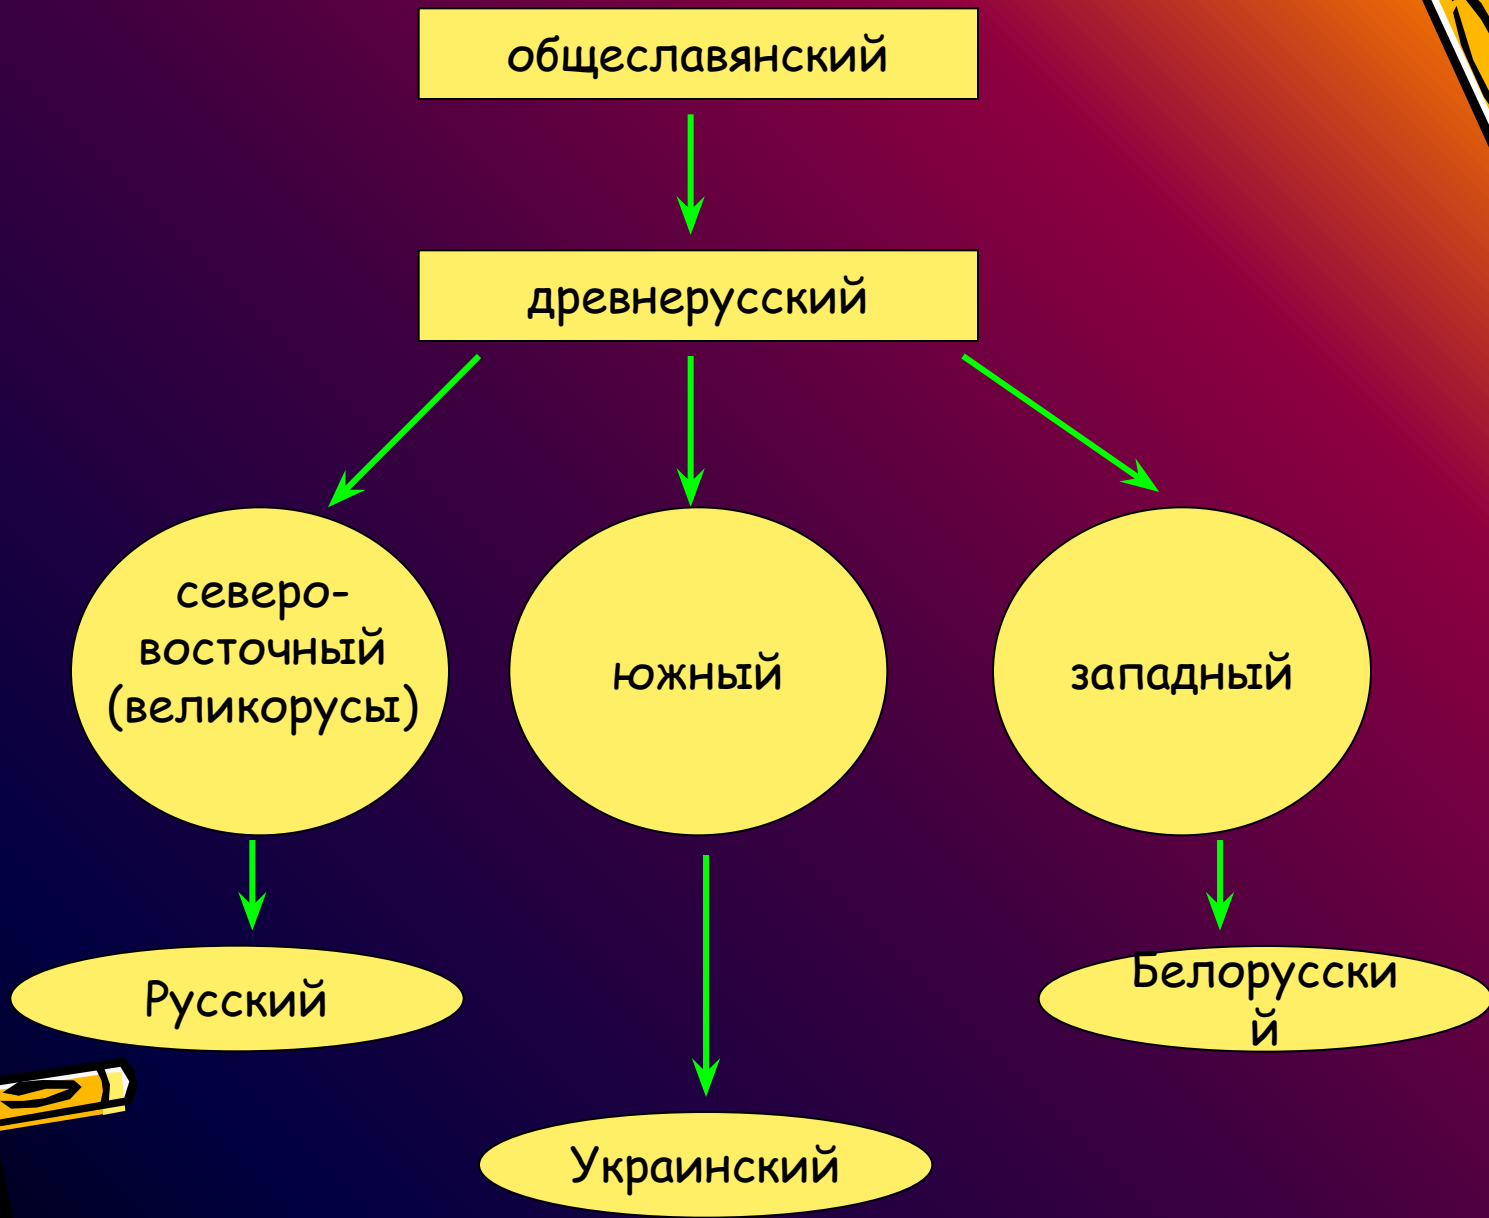 общеславянский
древнерусский
северо-
восточный
(великорусы)
южный
западный
Русский
Белорусски
й
Украинский